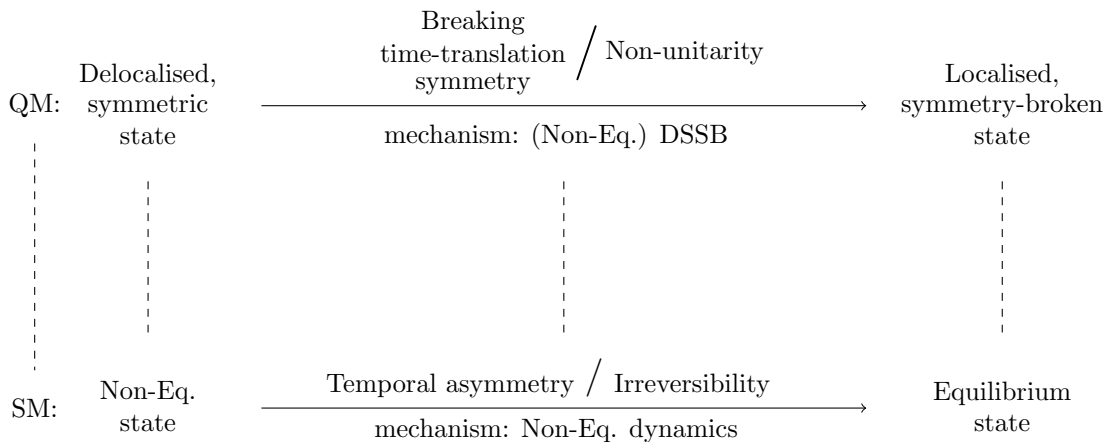 Breaking
time-translation / Non-unitarity
symmetry
Delocalised,
QM: symmetric
state
mechanism: (Non-Eq.) DSSB
Localised,
symmetry-broken
state
Temporal asymmetry / Irreversibility
SM: Non-Eq.
state
mechanism: Non-Eq. dynamics
Equilibrium
state